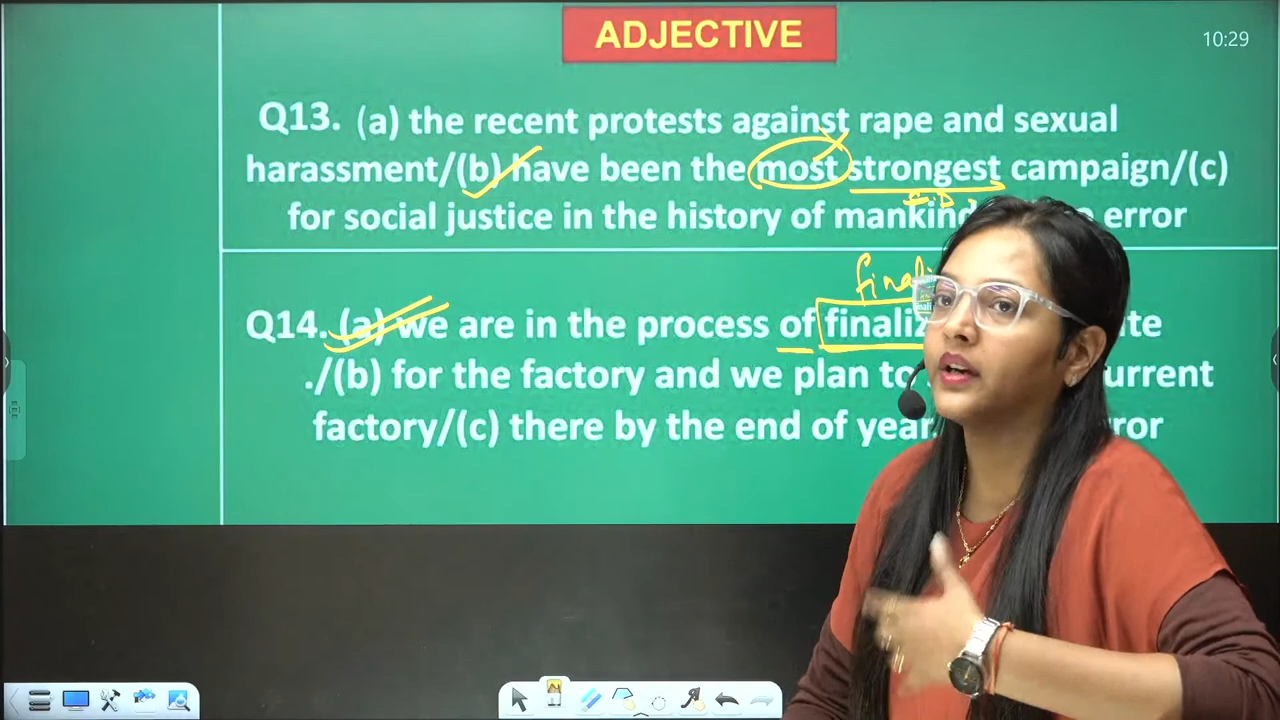 ADJECTIVE
10:29
Q13. (a) the recent protests against rape and sexual
harassment/(b) have been the most strongest campaign/(c)
for social justice in the history of mankind error
finali
Q14. (a) we are in the process of
./(b) for the factory and we plan to
factory/(c) there by the end of year.